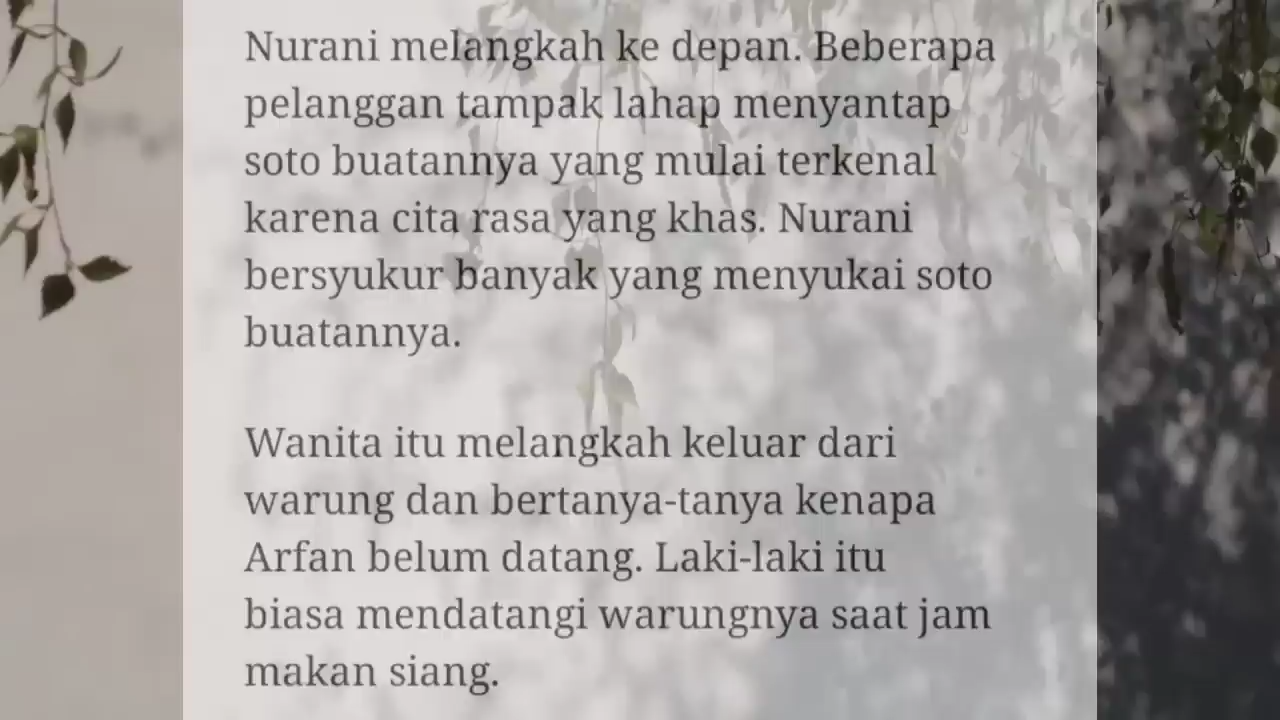 Nurani melangkah ke depan. Beberapa
pelanggan tampak lahap menyantap
soto buatannya yang mulai terkenal
karena cita rasa yang khas. Nurani
bersyukur banyak yang menyukai soto
buatannya.
Wanita itu melangkah keluar dari
warung dan bertanya-tanya kenapa
Arfan belum datang. Laki-laki itu
biasa mendatangi warungnya saat jam
makan siang.